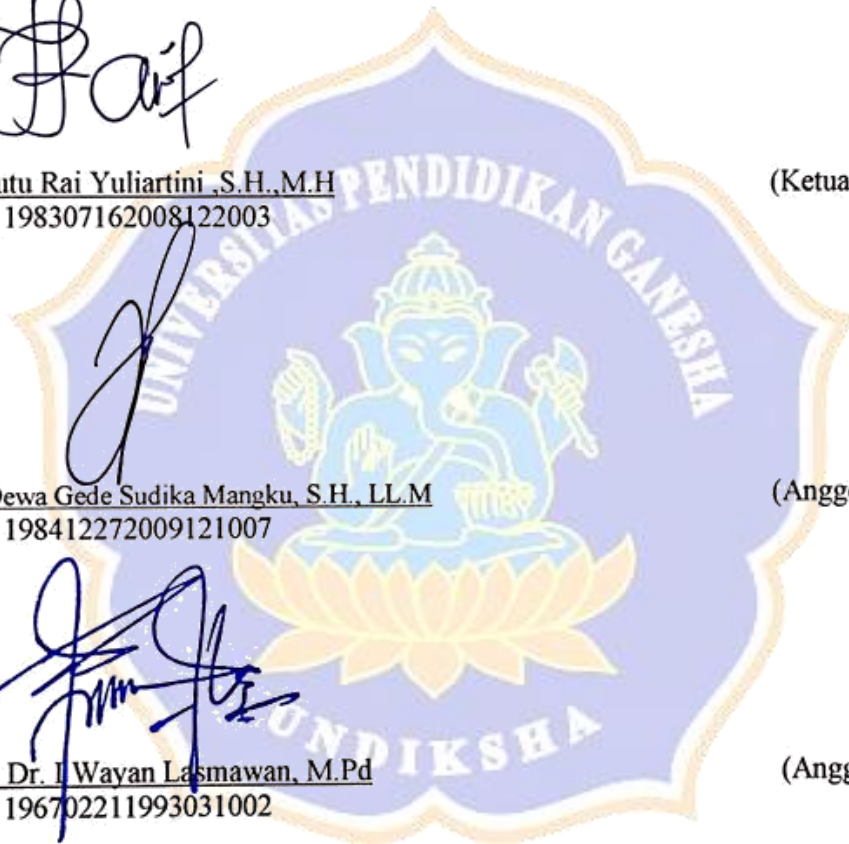 utu Rai Yuliartini ,S.H.,M.H (Ketua
198307162008122003
UNIVERSITAS PENDIDIKAN GANESHA
Dewa Gede Sudika Mangku, S.H., LL.M (Angg
198412272009121007
UNDIKSHA
Dr. I Wayan Lasmawan, M.Pd (Angg
196702211993031002